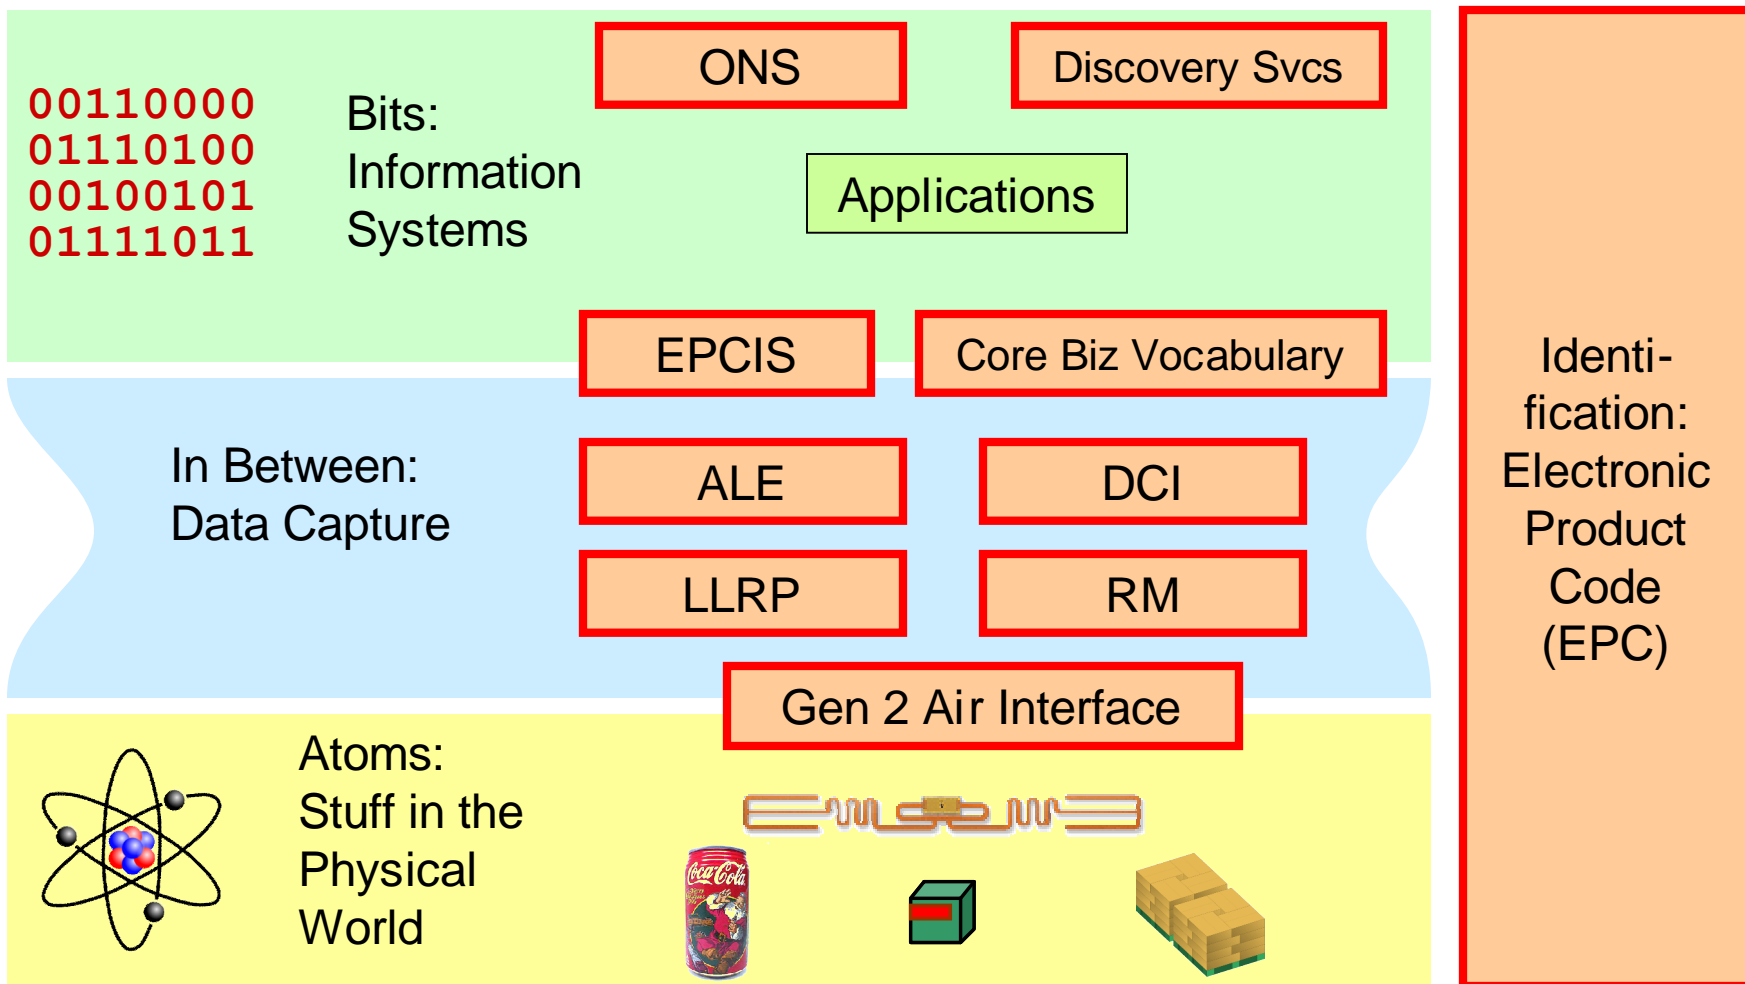 ONS
Discovery Svcs
00110000
01110100
00100101
01111011
Bits:
Information
Systems
Applications
EPCIS
Core Biz Vocabulary
In Between:
Data Capture
ALE
DCI
LLRP
RM
Gen 2 Air Interface
Atoms:
Stuff in the
Physical
World
Coca-Cola
Identi-
fication:
Electronic
Product
Code
(EPC)